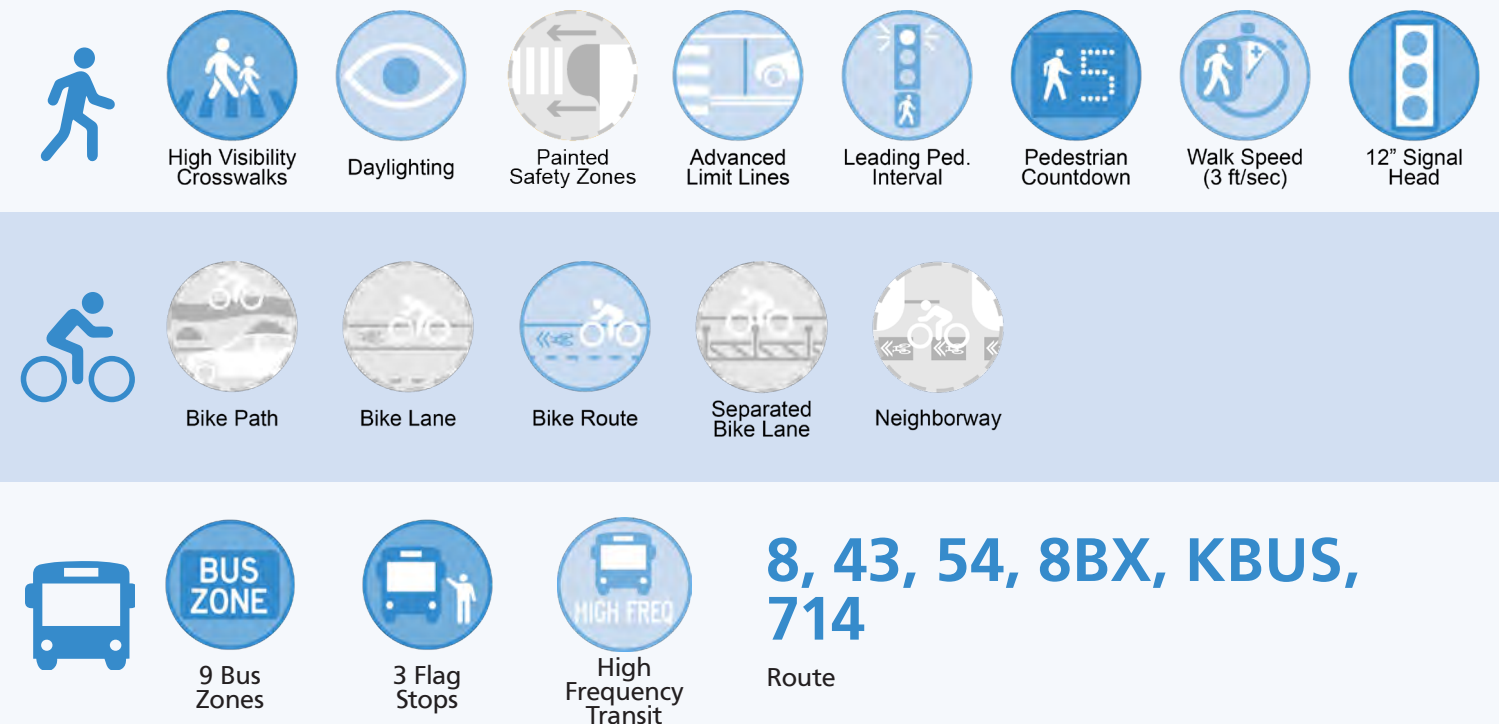 5
High Visibility
Crosswalks
Daylighting
Painted
Safety Zones
Advanced
Limit Lines
Leading Ped.
Interval
Pedestrian
Countdown
Walk Speed
(3 ft/sec)
12” Signal
Head
Bike Path
Bike Lane
Bike Route
Separated
Bike Lane
Neighborway
BUS
ZONE
9 Bus
Zones
3 Flag
Stops
HIGH FREQ
High
Frequency
Transit
8, 43, 54, 8BX, KBUS,
714
Route